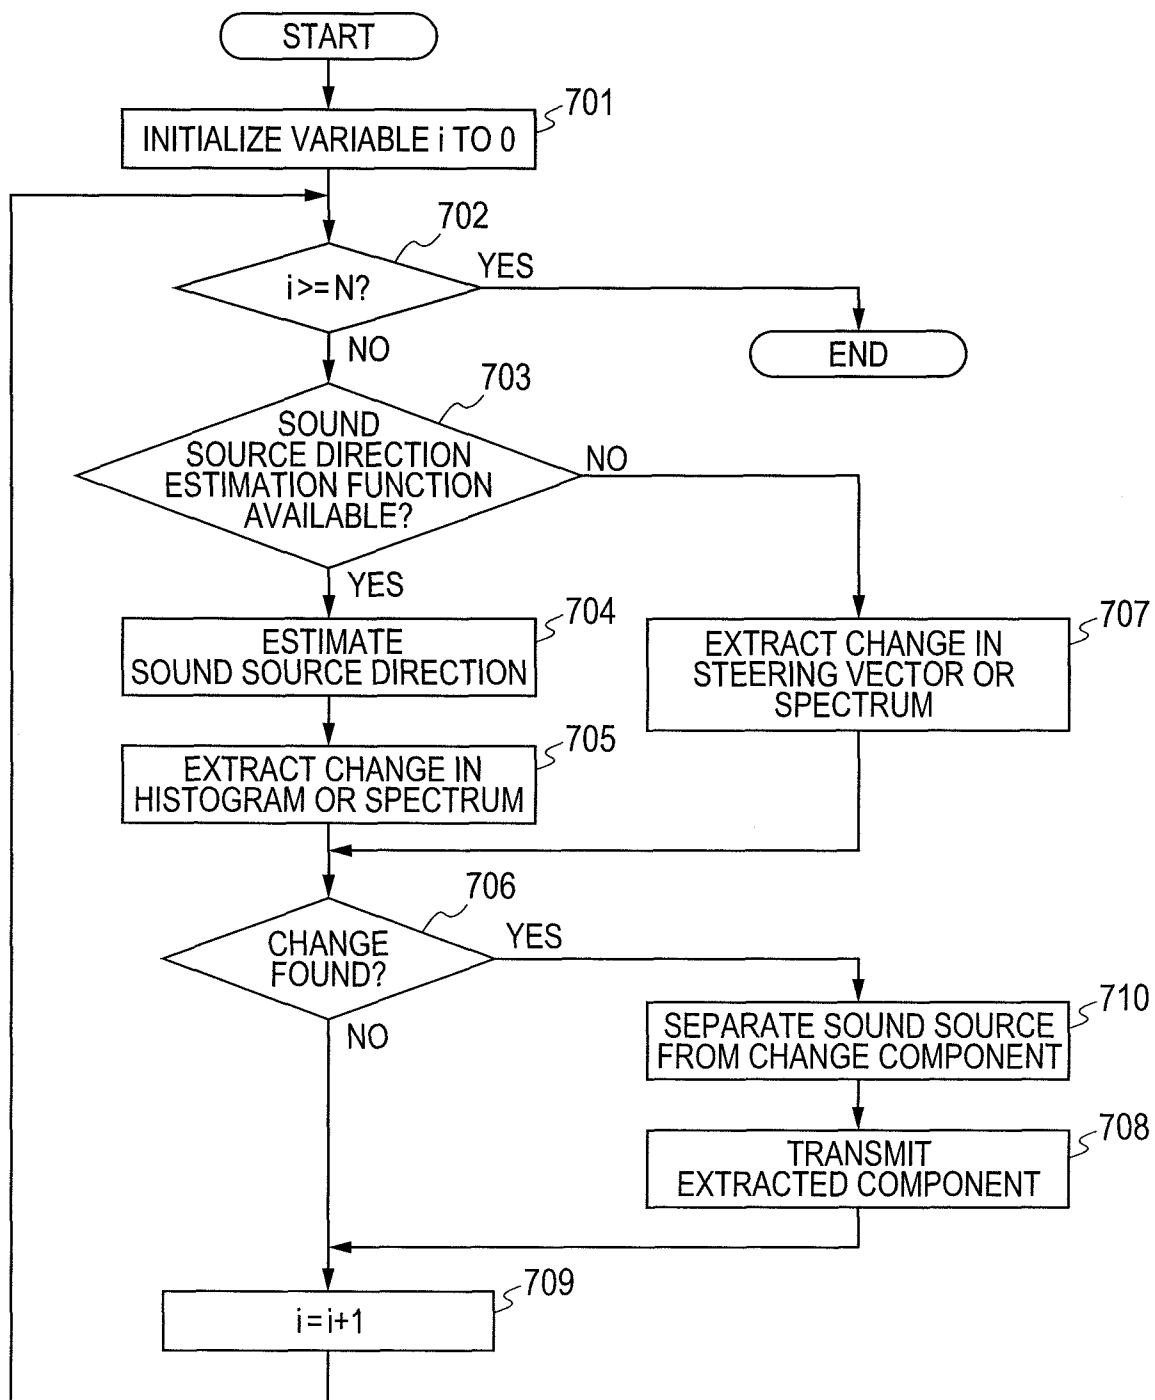 START
701
INITIALIZE VARIABLE i TO 0
702
i>=N?
YES
NO
END
703
SOUND
SOURCE DIRECTION
ESTIMATION FUNCTION
AVAILABLE?
NO
YES
704
ESTIMATE
SOUND SOURCE DIRECTION
707
EXTRACT CHANGE IN
STEERING VECTOR OR
SPECTRUM
705
EXTRACT CHANGE IN
HISTOGRAM OR SPECTRUM
706
CHANGE
FOUND?
YES
NO
710
SEPARATE SOUND SOURCE
FROM CHANGE COMPONENT
708
TRANSMIT
EXTRACTED COMPONENT
709
i=i+1